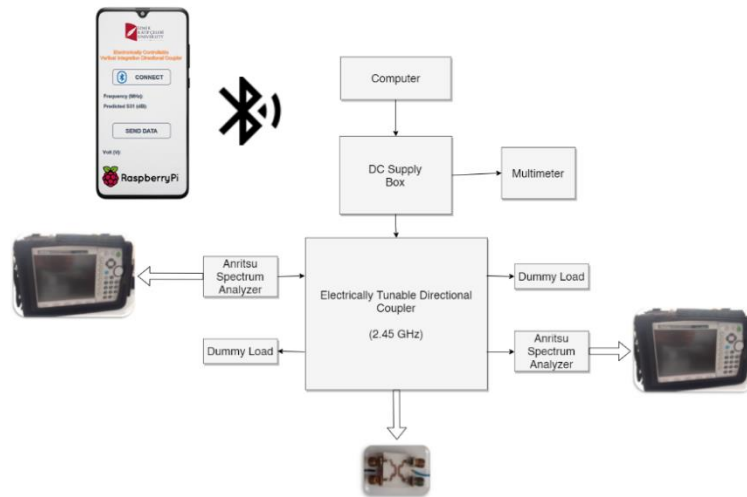 Electrically Controllable
Vertical Integration Directional Coupler
CONNECT
Frequency (MHz):
Predicted S31 (dB):
SEND DATA
Volt (V):
RaspberryPi
Computer
DC Supply
Box
Multimeter
Anritsu
Spectrum
Analyzer
Electrically Tunable Directional
Coupler
(2.45 GHz)
Dummy Load
Dummy Load
Anritsu
Spectrum
Analyzer